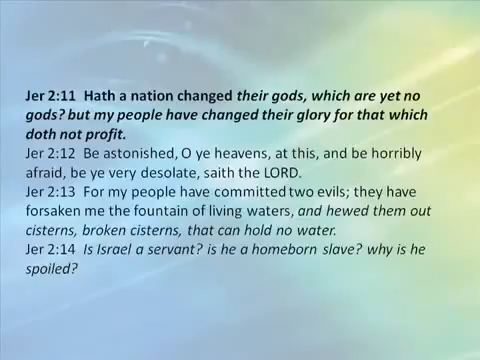 Jer 2:11  Hath a nation changed their gods, which are yet no
gods? but my people have changed their glory for that which
doth not profit.
Jer 2:12  Be astonished, O ye heavens, at this, and be horribly
afraid, be ye very desolate, saith the LORD.
Jer 2:13  For my people have committed two evils; they have
forsaken me the fountain of living waters, and hewed them out
cisterns, broken cisterns, that can hold no water.
Jer 2:14  Is Israel a servant? is he a homeborn slave? why is he
spoiled?